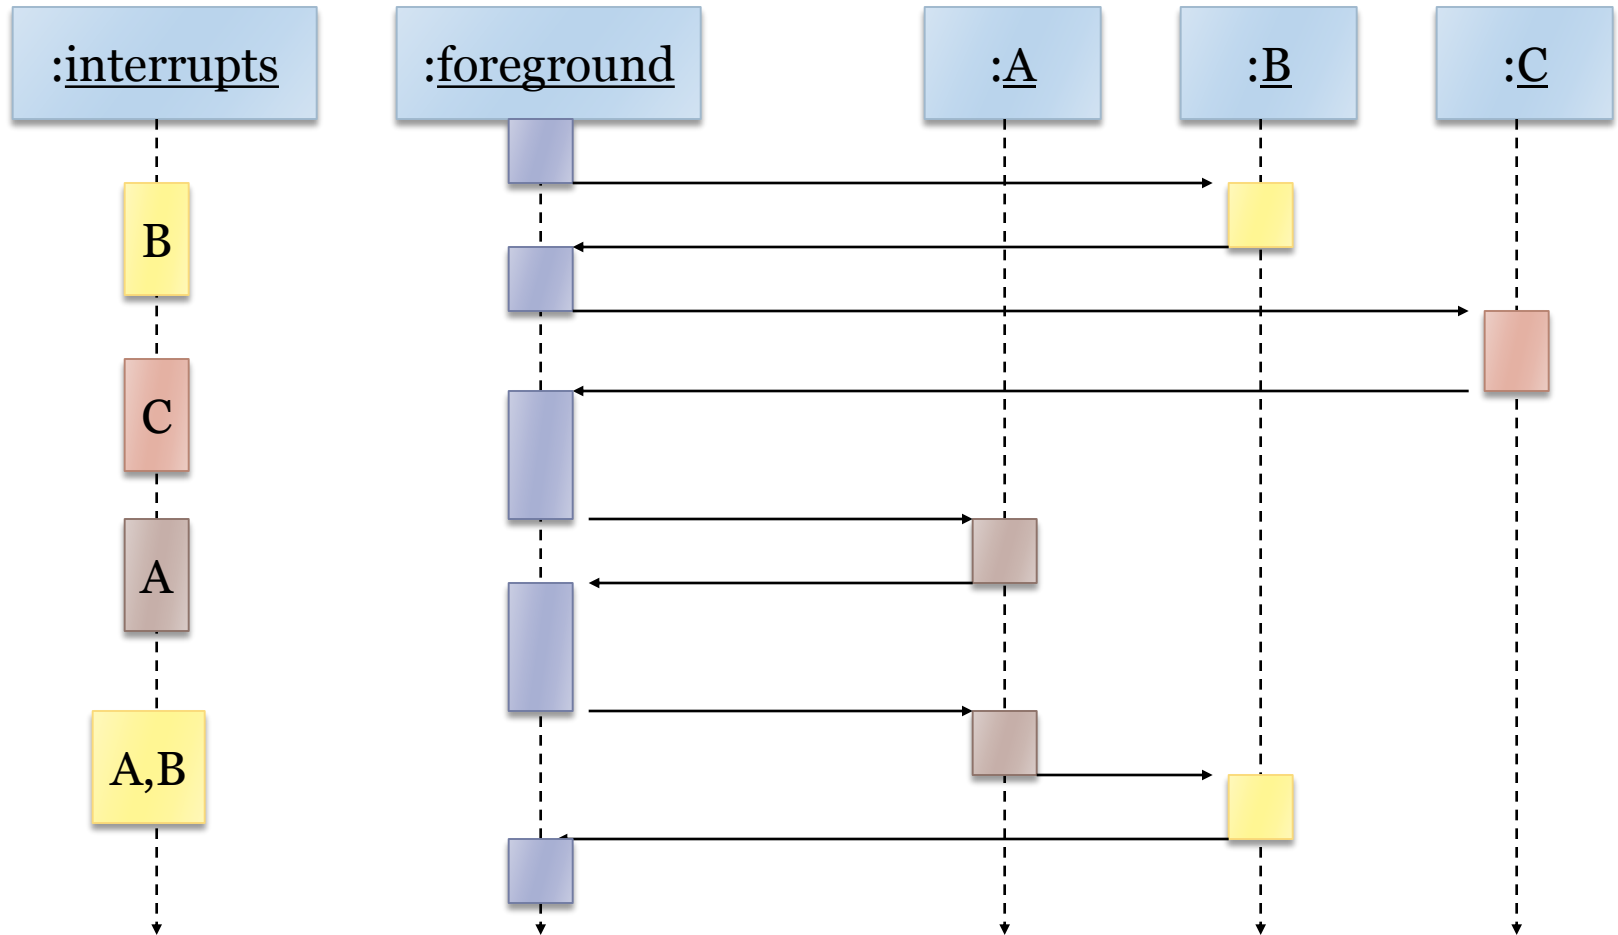 :interrupts
:foreground
:A
:B
:C
B
C
A
A,B